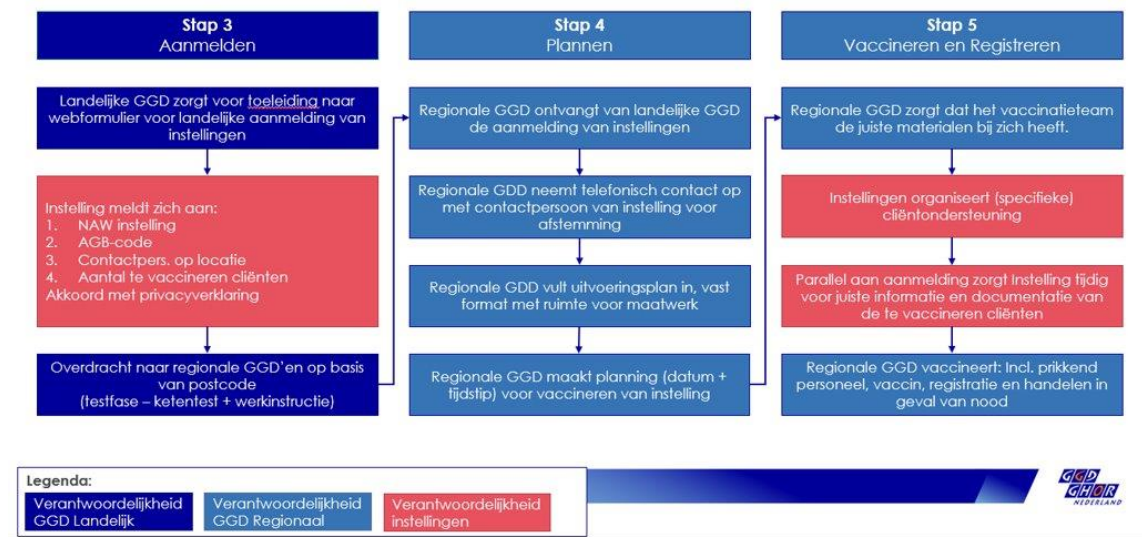 Stap 3
Aanmelden
Landelijke GGD zorgt voor toeleiding naar
webformulier voor landelijke aanmelding van
instellingen
Instelling meldt zich aan:
1. NAW instelling
2. AGB-code
3. Contactpers. op locatie
4. Aantal te vaccineren cliënten
Akkoord met privacyverklaring
Overdracht naar regionale GGD'en op basis
van postcode
(testfase – ketentest + werkinstructie)
Stap 4
Plannen
Regionale GGD ontvangt van landelijke GGD
de aanmelding van instellingen
Regionale GDD neemt telefonisch contact op
met contactpersoon van instelling voor
afstemming
Regionale GDD vult uitvoeringsplan in, vast
format met ruimte voor maatwerk
Regionale GGD maakt planning (datum +
tijdstip) voor vaccineren van instelling
Stap 5
Vaccineren en Registreren
Regionale GGD zorgt dat het vaccinatieteam
de juiste materialen bij zich heeft.
Instellingen organiseert (specifieke)
cliëntondersteuning
Parallel aan aanmelding zorgt Instelling tijdig
voor juiste informatie en documentatie van
de te vaccineren cliënten
Regionale GGD vaccineert: Incl. prikkend
personeel, vaccin, registratie en handelen in
geval van nood
Legenda:
Verantwoordelijkheid
GGD Landelijk
Verantwoordelijkheid
GGD Regionaal
Verantwoordelijkheid
instellingen
GGD
GHOR
NEDERLAND